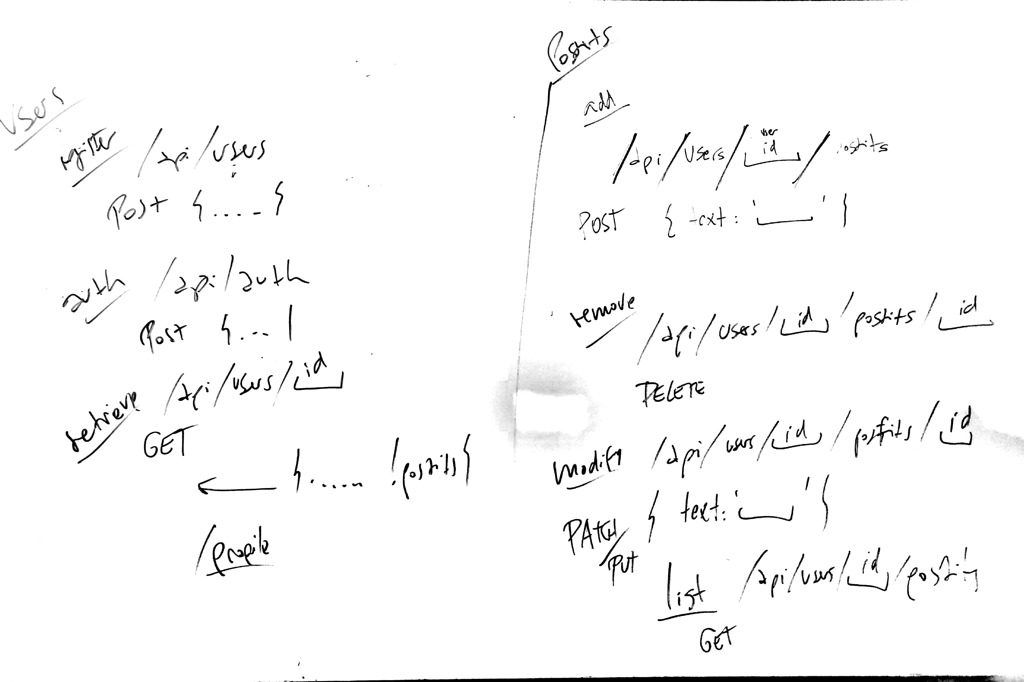 Users
register /api/users
Post {.....}
auth /api/auth
Post {...}
retrieve /api/users/id
GET
← {...... !postits}
/profile
Postits
add
user
/api/users/id/postits
POST { text: '___' }
remove
/api/users/id/postits/id
DELETE
modify /api/users/id/postits/id
PATCH { text: '___' }
/PUT
list /api/users/id/postits
GET